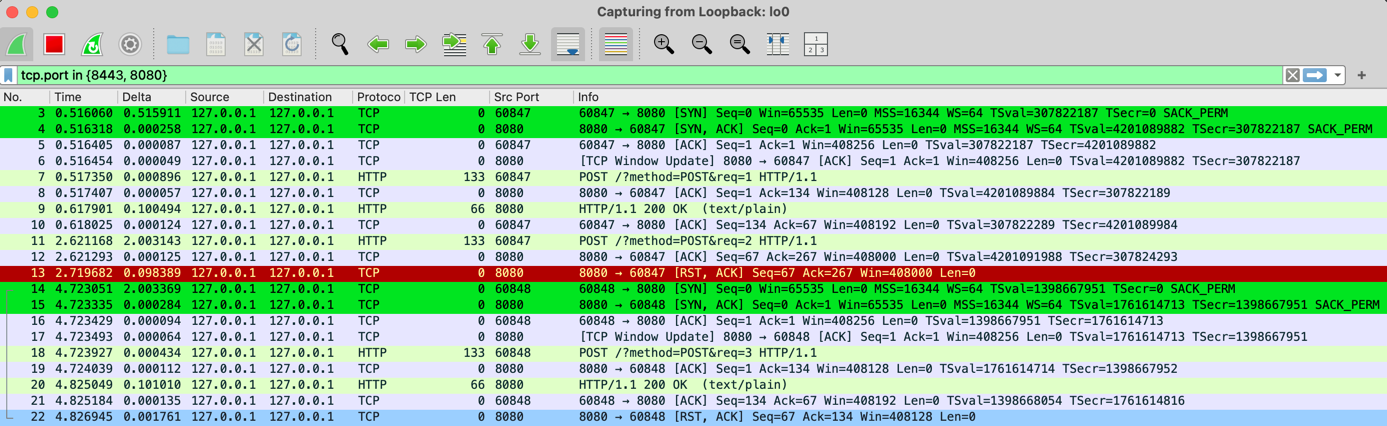 Capturing from Loopback: lo0
1
2 3
tcp.port in {8443, 8080}
No. Time Delta Source Destination Protoco TCP Len Src Port Info
3 0.516060 0.515911 127.0.0.1 127.0.0.1 TCP 0 60847 60847 → 8080 [SYN] Seq=0 Win=65535 Len=0 MSS=16344 WS=64 TSval=307822187 TSecr=0 SACK_PERM
4 0.516318 0.000258 127.0.0.1 127.0.0.1 TCP 0 8080 8080 → 60847 [SYN, ACK] Seq=0 Ack=1 Win=65535 Len=0 MSS=16344 WS=64 TSval=4201089882 TSecr=307822187 SACK_PERM
5 0.516405 0.000087 127.0.0.1 127.0.0.1 TCP 0 60847 60847 → 8080 [ACK] Seq=1 Ack=1 Win=408256 Len=0 TSval=307822187 TSecr=4201089882
6 0.516454 0.000049 127.0.0.1 127.0.0.1 TCP 0 8080 [TCP Window Update] 8080 → 60847 [ACK] Seq=1 Ack=1 Win=408256 Len=0 TSval=4201089882 TSecr=307822187
7 0.517350 0.000896 127.0.0.1 127.0.0.1 HTTP 133 60847 POST /?method=POST&req=1 HTTP/1.1
8 0.517407 0.000057 127.0.0.1 127.0.0.1 TCP 0 8080 8080 → 60847 [ACK] Seq=1 Ack=134 Win=408128 Len=0 TSval=4201089884 TSecr=307822189
9 0.617901 0.100494 127.0.0.1 127.0.0.1 HTTP 66 8080 HTTP/1.1 200 OK (text/plain)
10 0.618025 0.000124 127.0.0.1 127.0.0.1 TCP 0 60847 60847 → 8080 [ACK] Seq=134 Ack=67 Win=408192 Len=0 TSval=307822289 TSecr=4201089984
11 2.621168 2.003143 127.0.0.1 127.0.0.1 HTTP 133 60847 POST /?method=POST&req=2 HTTP/1.1
12 2.621293 0.000125 127.0.0.1 127.0.0.1 TCP 0 8080 8080 → 60847 [ACK] Seq=67 Ack=267 Win=408000 Len=0 TSval=4201091988 TSecr=307824293
13 2.719682 0.098389 127.0.0.1 127.0.0.1 TCP 0 8080 8080 → 60847 [RST, ACK] Seq=67 Ack=267 Win=408000 Len=0
14 4.723051 2.003369 127.0.0.1 127.0.0.1 TCP 0 60848 60848 → 8080 [SYN] Seq=0 Win=65535 Len=0 MSS=16344 WS=64 TSval=1398667951 TSecr=0 SACK_PERM
15 4.723335 0.000284 127.0.0.1 127.0.0.1 TCP 0 8080 8080 → 60848 [SYN, ACK] Seq=0 Ack=1 Win=65535 Len=0 MSS=16344 WS=64 TSval=1761614713 TSecr=1398667951 SACK_PERM
16 4.723429 0.000094 127.0.0.1 127.0.0.1 TCP 0 60848 60848 → 8080 [ACK] Seq=1 Ack=1 Win=408256 Len=0 TSval=1398667951 TSecr=1761614713
17 4.723493 0.000064 127.0.0.1 127.0.0.1 TCP 0 8080 [TCP Window Update] 8080 → 60848 [ACK] Seq=1 Ack=1 Win=408256 Len=0 TSval=1761614713 TSecr=1398667951
18 4.723927 0.000434 127.0.0.1 127.0.0.1 HTTP 133 60848 POST /?method=POST&req=3 HTTP/1.1
19 4.724039 0.000112 127.0.0.1 127.0.0.1 TCP 0 8080 8080 → 60848 [ACK] Seq=1 Ack=134 Win=408128 Len=0 TSval=1761614714 TSecr=1398667952
20 4.825049 0.101010 127.0.0.1 127.0.0.1 HTTP 66 8080 HTTP/1.1 200 OK (text/plain)
21 4.825184 0.000135 127.0.0.1 127.0.0.1 TCP 0 60848 60848 → 8080 [ACK] Seq=134 Ack=67 Win=408192 Len=0 TSval=1398668054 TSecr=1761614816
22 4.826945 0.001761 127.0.0.1 127.0.0.1 TCP 0 8080 8080 → 60848 [RST, ACK] Seq=67 Ack=134 Win=408128 Len=0